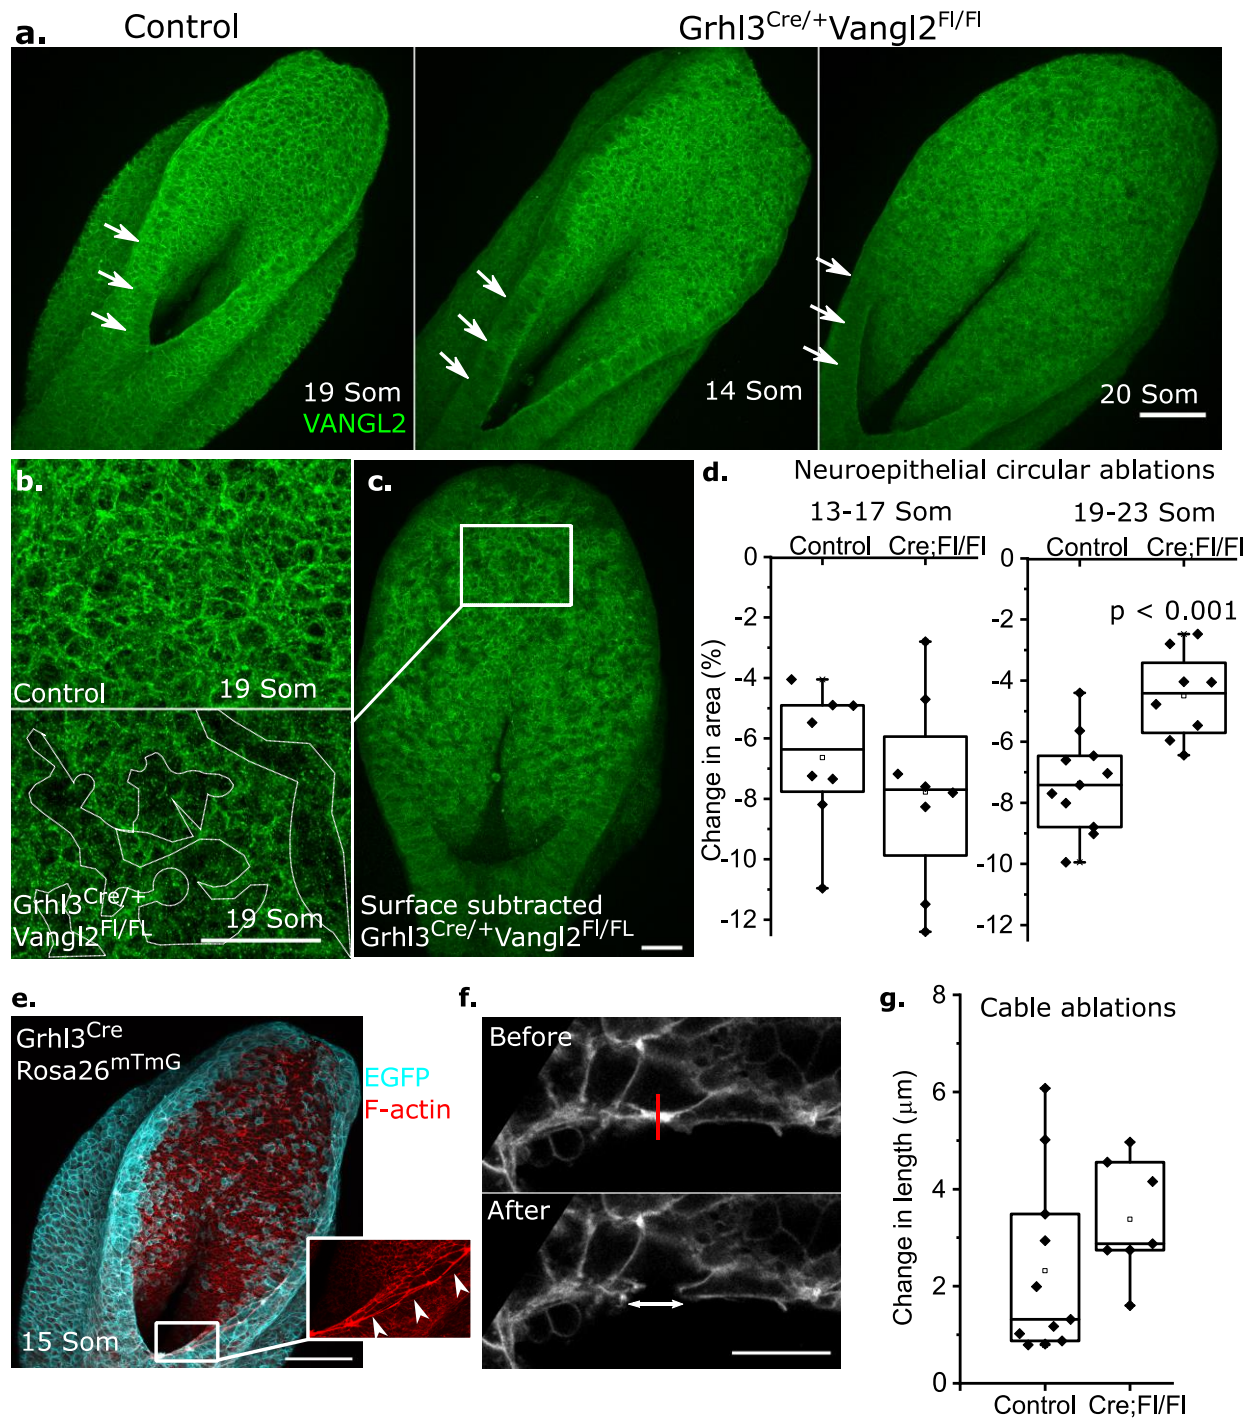 a.
Control
Grhl3Cre/+Vangl2Fl/Fl
19 Som
VANGL2
14 Som
20 Som
b.
Control
19 Som
Grhl3Cre/+
Vangl2Fl/FL
19 Som
c.
Surface subtracted
Grhl3Cre/+Vangl2Fl/FL
d.
Neuroepithelial circular ablations
13-17 Som
19-23 Som
Control
Cre;Fl/Fl
Control
Cre;Fl/Fl
Change in area (%)
0
-2
-4
-6
-8
-10
-12
0
-2
-4
-6
-8
-10
-12
p < 0.001
e.
Grhl3Cre
Rosa26mTmG
EGFP
F-actin
15 Som
f.
Before
After
g.
Cable ablations
Change in length (μm)
8
6
4
2
0
Control
Cre;Fl/Fl